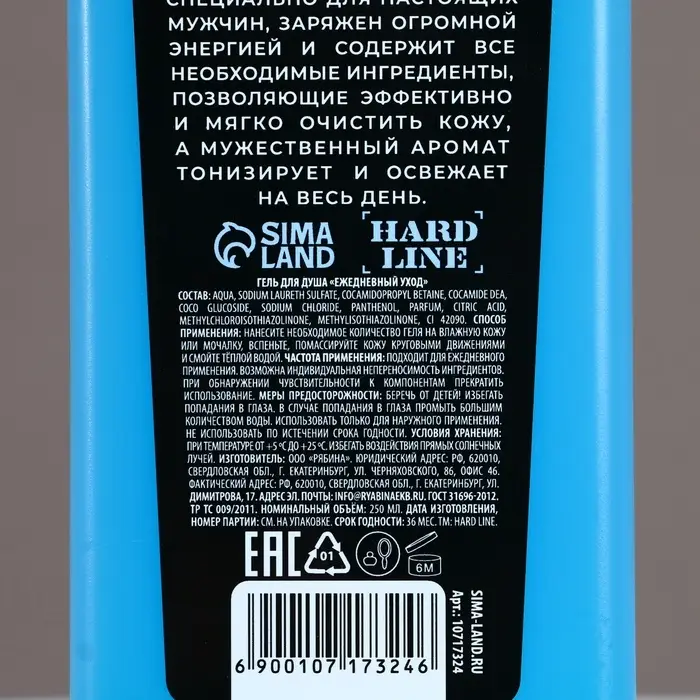 СПЕЦИАЛЬНО ДЛЯ НАСТОЯЩИХ
МУЖЧИН, ЗАРЯЖЕН ОГРОМНОЙ
ЭНЕРГИЕЙ И СОДЕРЖИТ ВСЕ
НЕОБХОДИМЫЕ ИНГРЕДИЕНТЫ,
ПОЗВОЛЯЮЩИЕ ЭФФЕКТИВНО
И МЯГКО ОЧИСТИТЬ КОЖУ,
А МУЖЕСТВЕННЫЙ АРОМАТ
ТОНИЗИРУЕТ И ОСВЕЖАЕТ
НА ВЕСЬ ДЕНЬ.
SIMA LAND
HARD LINE
ГЕЛЬ ДЛЯ ДУША «ЕЖЕДНЕВНЫЙ УХОД»
СОСТАВ: AQUA, SODIUM LAURETH SULFATE, COCAMIDOPROPYL BETAINE, COCAMIDE DEA,
COCO GLUCOSIDE, SODIUM CHLORIDE, PANTHENOL, PARFUM, CITRIC ACID,
METHYLCHLOROISOTHIAZOLINONE, METHYLISOTHIAZOLINONE, CI 42090. СПОСОБ
ПРИМЕНЕНИЯ: НАНЕСИТЕ НЕОБХОДИМОЕ КОЛИЧЕСТВО ГЕЛЯ НА ВЛАЖНУЮ КОЖУ
ИЛИ МОЧАЛКУ, ВСПЕНЬТЕ, ПОМАССИРУЙТЕ КОЖУ КРУГОВЫМИ ДВИЖЕНИЯМИ
И СМОЙТЕ ТЁПЛОЙ ВОДОЙ. ЧАСТОТА ПРИМЕНЕНИЯ: ПОДХОДИТ ДЛЯ ЕЖЕДНЕВНОГО
ПРИМЕНЕНИЯ. ВОЗМОЖНА ИНДИВИДУАЛЬНАЯ НЕПЕРЕНОСИМОСТЬ ИНГРЕДИЕНТОВ.
ПРИ ОБНАРУЖЕНИИ ЧУВСТВИТЕЛЬНОСТИ К КОМПОНЕНТАМ ПРЕКРАТИТЬ
ИСПОЛЬЗОВАНИЕ. МЕРЫ ПРЕДОСТОРОЖНОСТИ: БЕРЕЧЬ ОТ ДЕТЕЙ! ИЗБЕГАТЬ
ПОПАДАНИЯ В ГЛАЗА. В СЛУЧАЕ ПОПАДАНИЯ В ГЛАЗА ПРОМЫТЬ БОЛЬШИМ
КОЛИЧЕСТВОМ ВОДЫ. ИСПОЛЬЗОВАТЬ ТОЛЬКО ДЛЯ НАРУЖНОГО ПРИМЕНЕНИЯ.
НЕ ИСПОЛЬЗОВАТЬ ПО ИСТЕЧЕНИИ СРОКА ГОДНОСТИ. УСЛОВИЯ ХРАНЕНИЯ:
ПРИ ТЕМПЕРАТУРЕ ОТ +5 °С ДО +25 °С. ИЗБЕГАТЬ ВОЗДЕЙСТВИЯ ПРЯМЫХ СОЛНЕЧНЫХ
ЛУЧЕЙ. ИЗГОТОВИТЕЛЬ: ООО «РЯБИНА». ЮРИДИЧЕСКИЙ АДРЕС: РФ, 620010,
СВЕРДЛОВСКАЯ ОБЛ., Г. ЕКАТЕРИНБУРГ, УЛ. ЧЕРНЯХОВСКОГО, 86, ОФИС 46.
ФАКТИЧЕСКИЙ АДРЕС: РФ, 620010, СВЕРДЛОВСКАЯ ОБЛ., Г. ЕКАТЕРИНБУРГ, УЛ.
ДИМИТРОВА, 17. АДРЕС ЭЛ. ПОЧТЫ: INFO@RYABINAEKB.RU. ГОСТ 31696-2012.
ТР ТС 009/2011. НОМИНАЛЬНЫЙ ОБЪЁМ: 250 МЛ. ДАТА ИЗГОТОВЛЕНИЯ,
НОМЕР ПАРТИИ: СМ. НА УПАКОВКЕ. СРОК ГОДНОСТИ: 36 МЕС. ТМ: HARD LINE.
EAC
01
6M
6 900107 173246
SIMA-LAND.RU
Арт.: 10717324